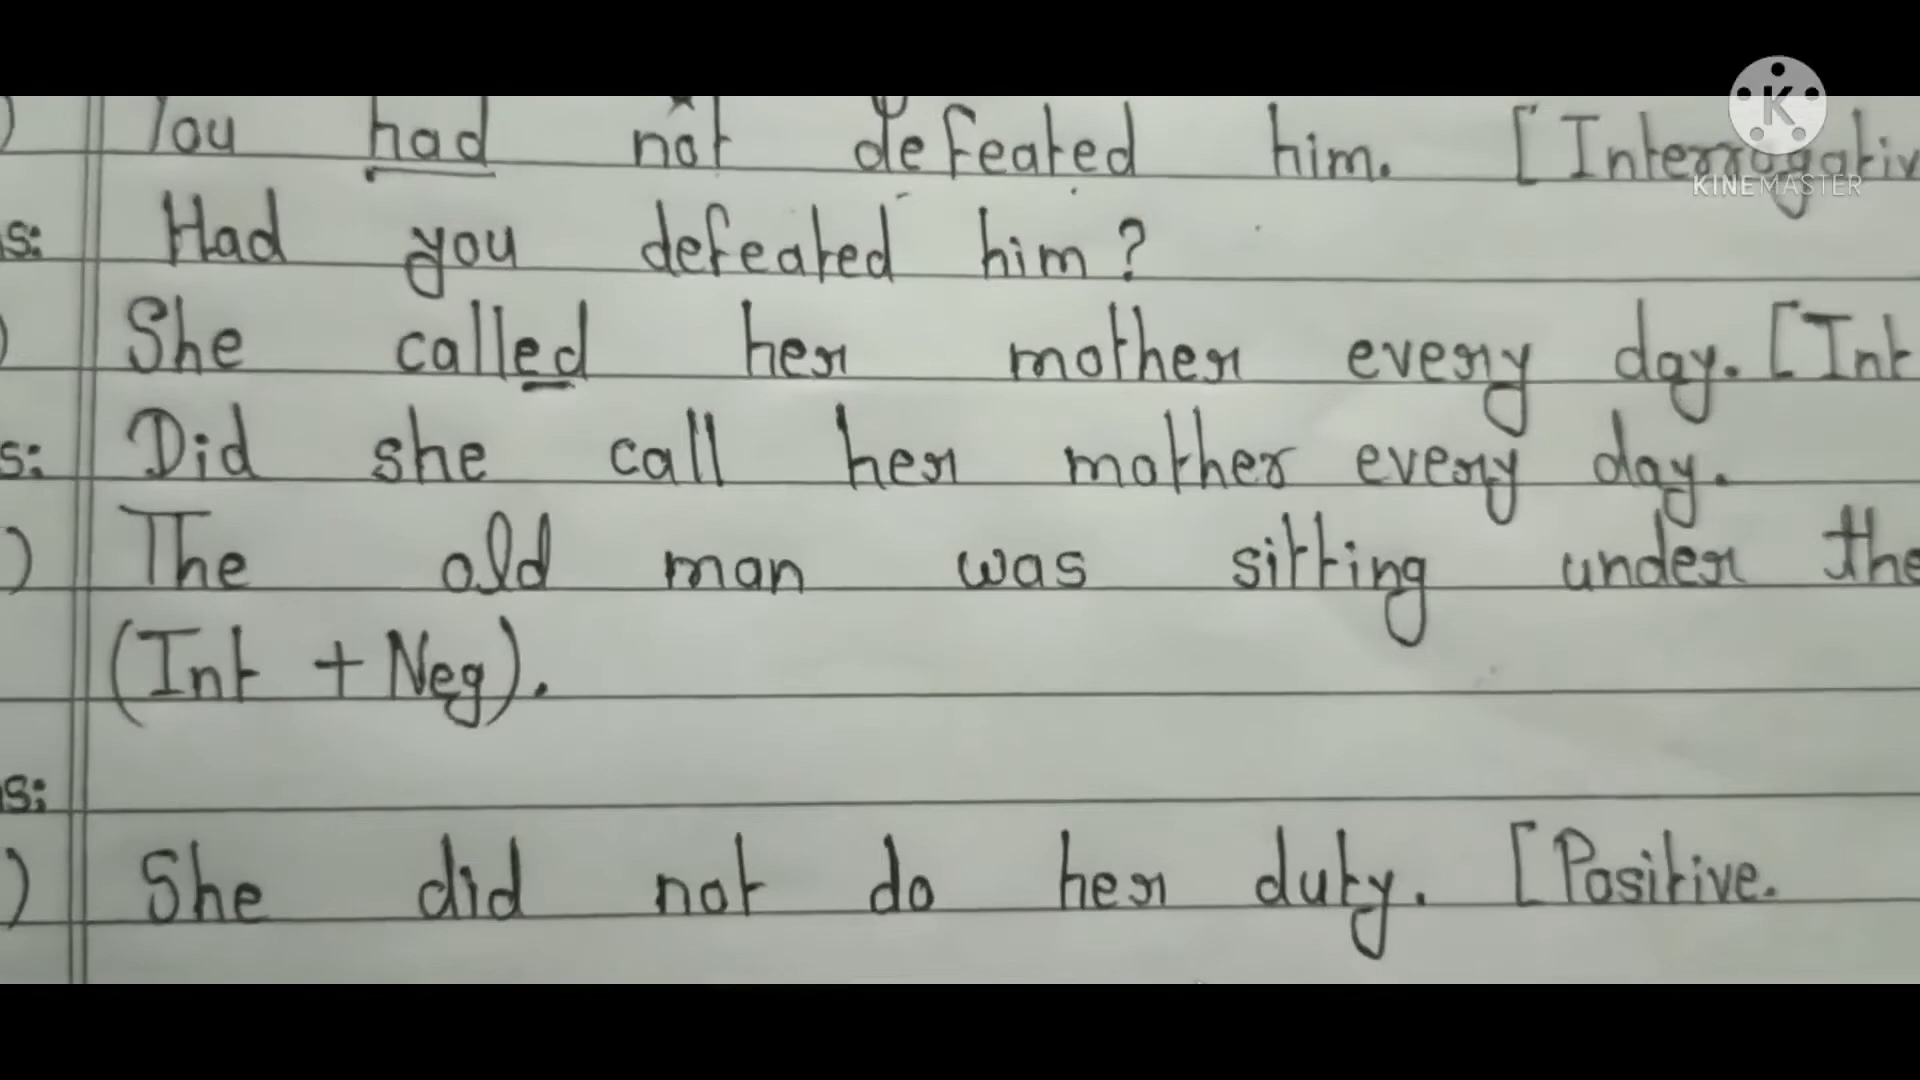 You had not defeated him. [Interrogativ
s: Had you defeated him?
) She called her mother every day. [Int
s: Did she call her mother every day.
) The old man was sitting under the
(Int + Neg).
s:
) She did not do her duty. [Positive.
KINEMASTER